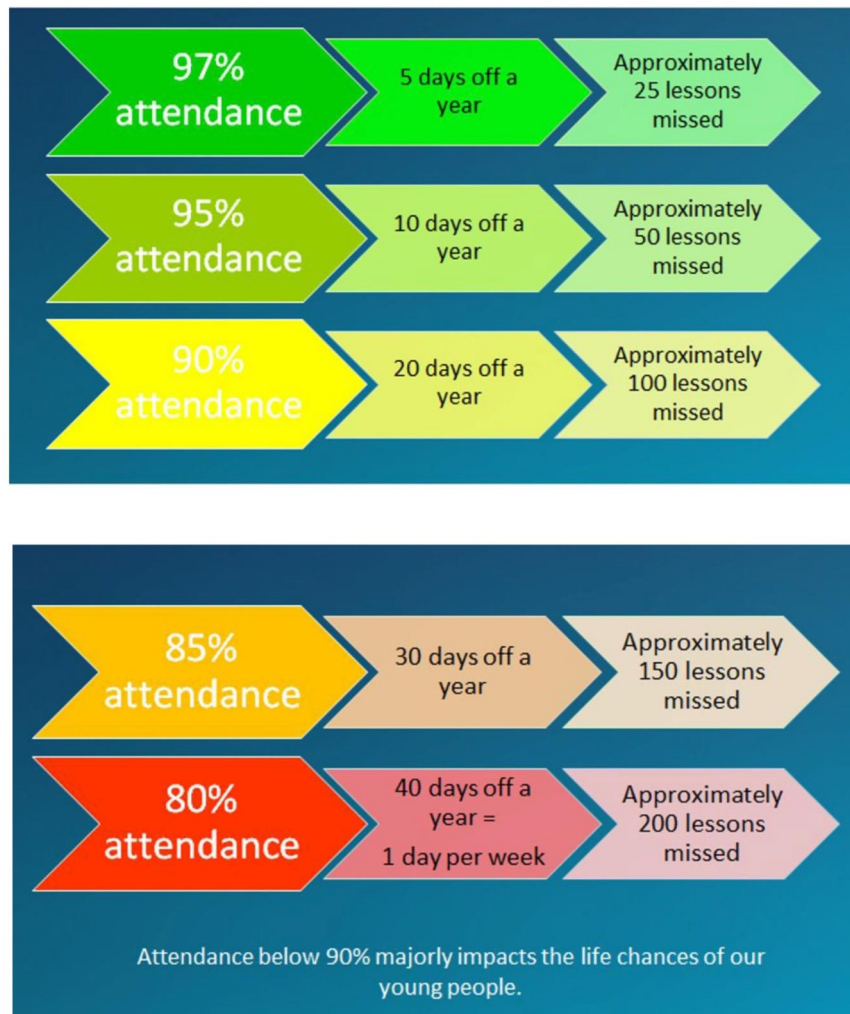 97%
attendance
5 days off a
year
Approximately
25 lessons
missed
95%
attendance
10 days off a
year
Approximately
50 lessons
missed
90%
attendance
20 days off a
year
Approximately
100 lessons
missed
85%
attendance
30 days off a
year
Approximately
150 lessons
missed
80%
attendance
40 days off a
year =
1 day per week
Approximately
200 lessons
missed
Attendance below 90% majorly impacts the life chances of our
young people.